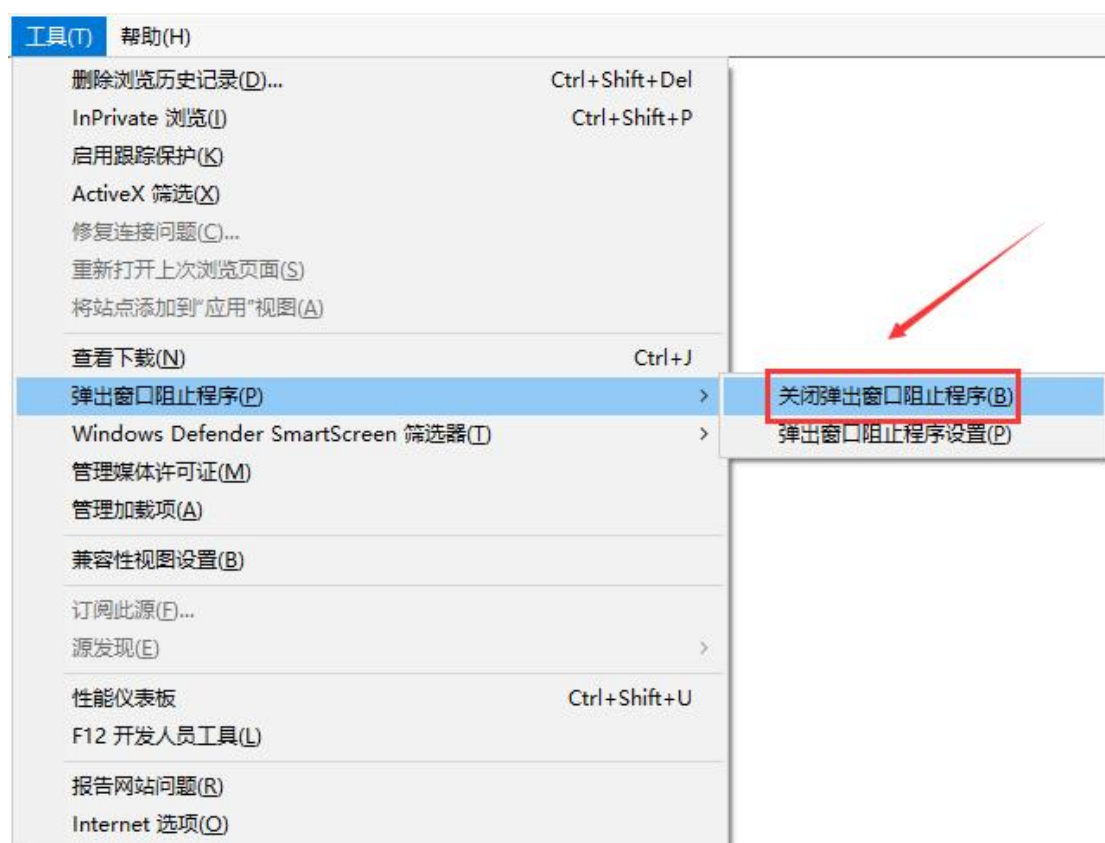 工具(T) 帮助(H)
删除浏览历史记录(D)... Ctrl+Shift+Del
InPrivate 浏览(I) Ctrl+Shift+P
启用跟踪保护(K)
ActiveX 筛选(X)
修复连接问题(C)...
重新打开上次浏览页面(S)
将站点添加到“应用”视图(A)
查看下载(N) Ctrl+J
弹出窗口阻止程序(P) >
关闭弹出窗口阻止程序(B)
Windows Defender SmartScreen 筛选器(T) >
弹出窗口阻止程序设置(P)
管理媒体许可证(M)
管理加载项(A)
兼容性视图设置(B)
订阅此源(F)...
源发现(E) >
性能仪表板 Ctrl+Shift+U
F12 开发人员工具(L)
报告网站问题(R)
Internet 选项(O)